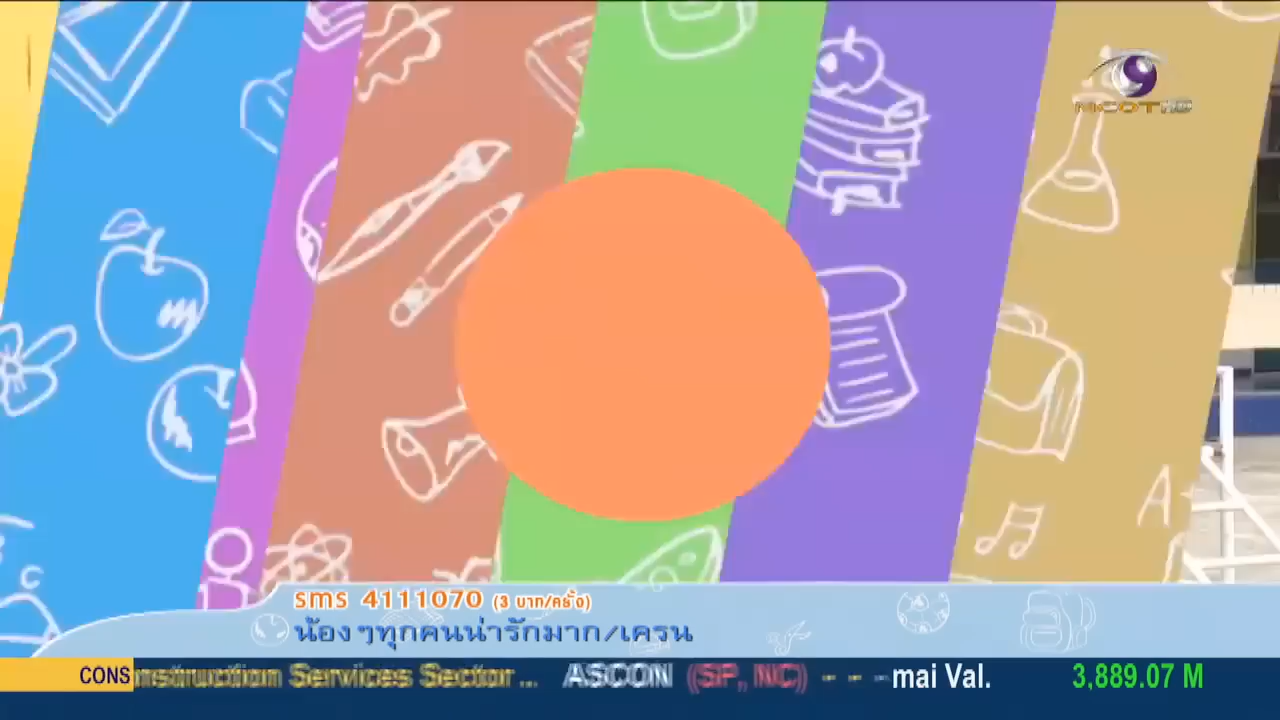 MCOT HD
A+
c
sms 4111070 (3 บาท/ครั้ง)
น้องๆทุกคนน่ารักมาก/เครน
CONS nstruction Services Sector ... ASCON (SP, NC) - - - mai Val. 3,889.07 M